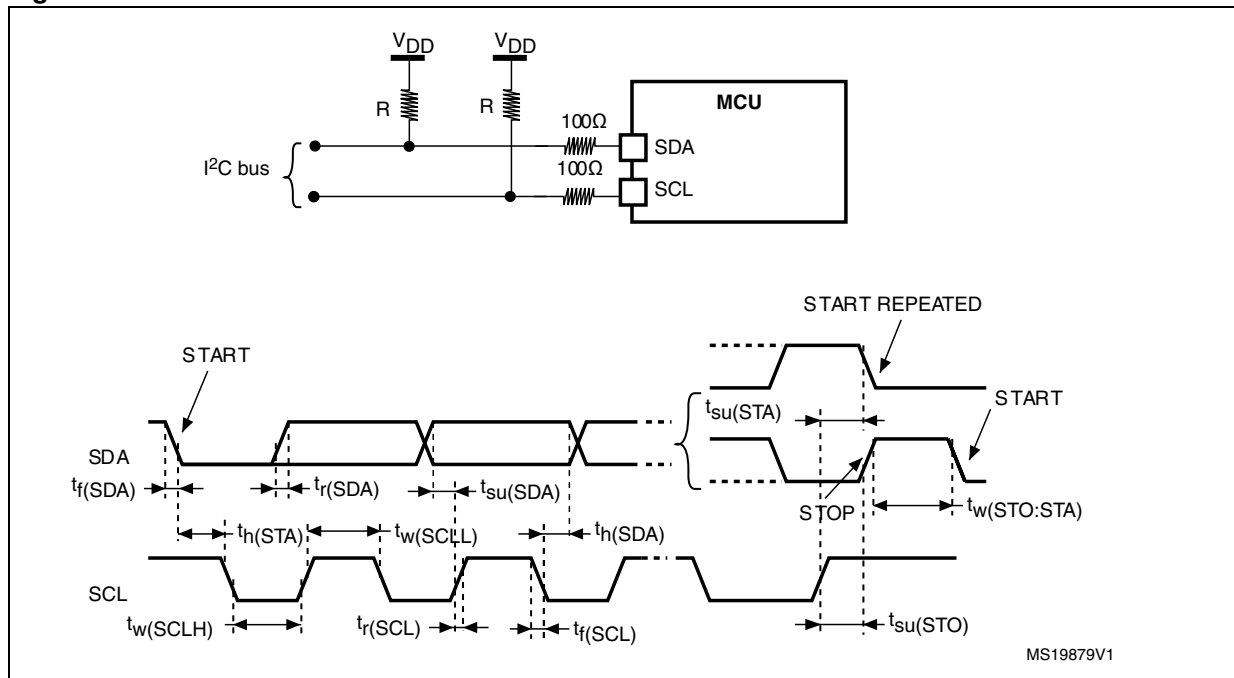 VDD VDD
R R
MCU
100Ω
SDA
I²C bus
100Ω
SCL
START REPEATED
START
tsu(STA)
START
SDA
tf(SDA) tr(SDA) tsu(SDA)
STOP
tw(STO:STA)
th(STA) tw(SCLL) th(SDA)
SCL
tw(SCLH) tr(SCL) tf(SCL) tsu(STO)
MS19879V1